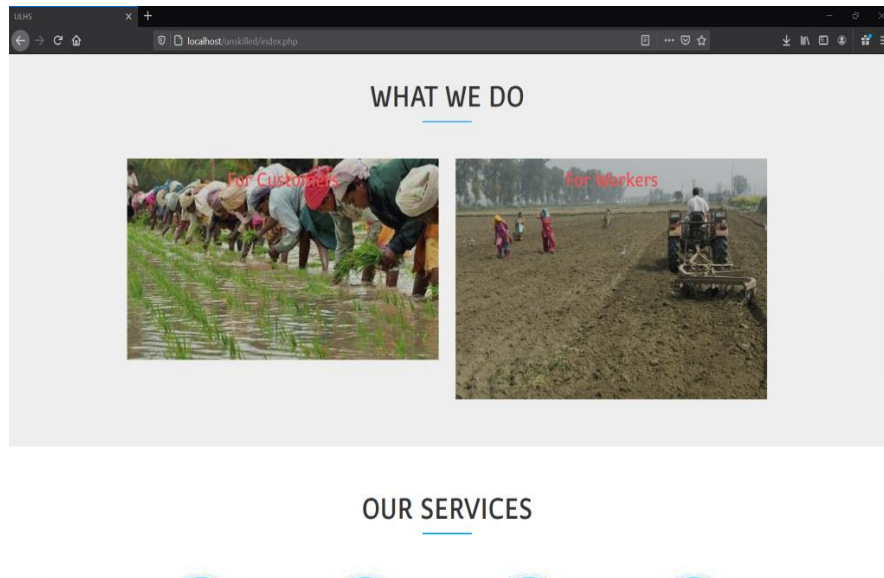 ULHS
localhost/unskilled/index.php
WHAT WE DO
For Customers
For Workers
OUR SERVICES